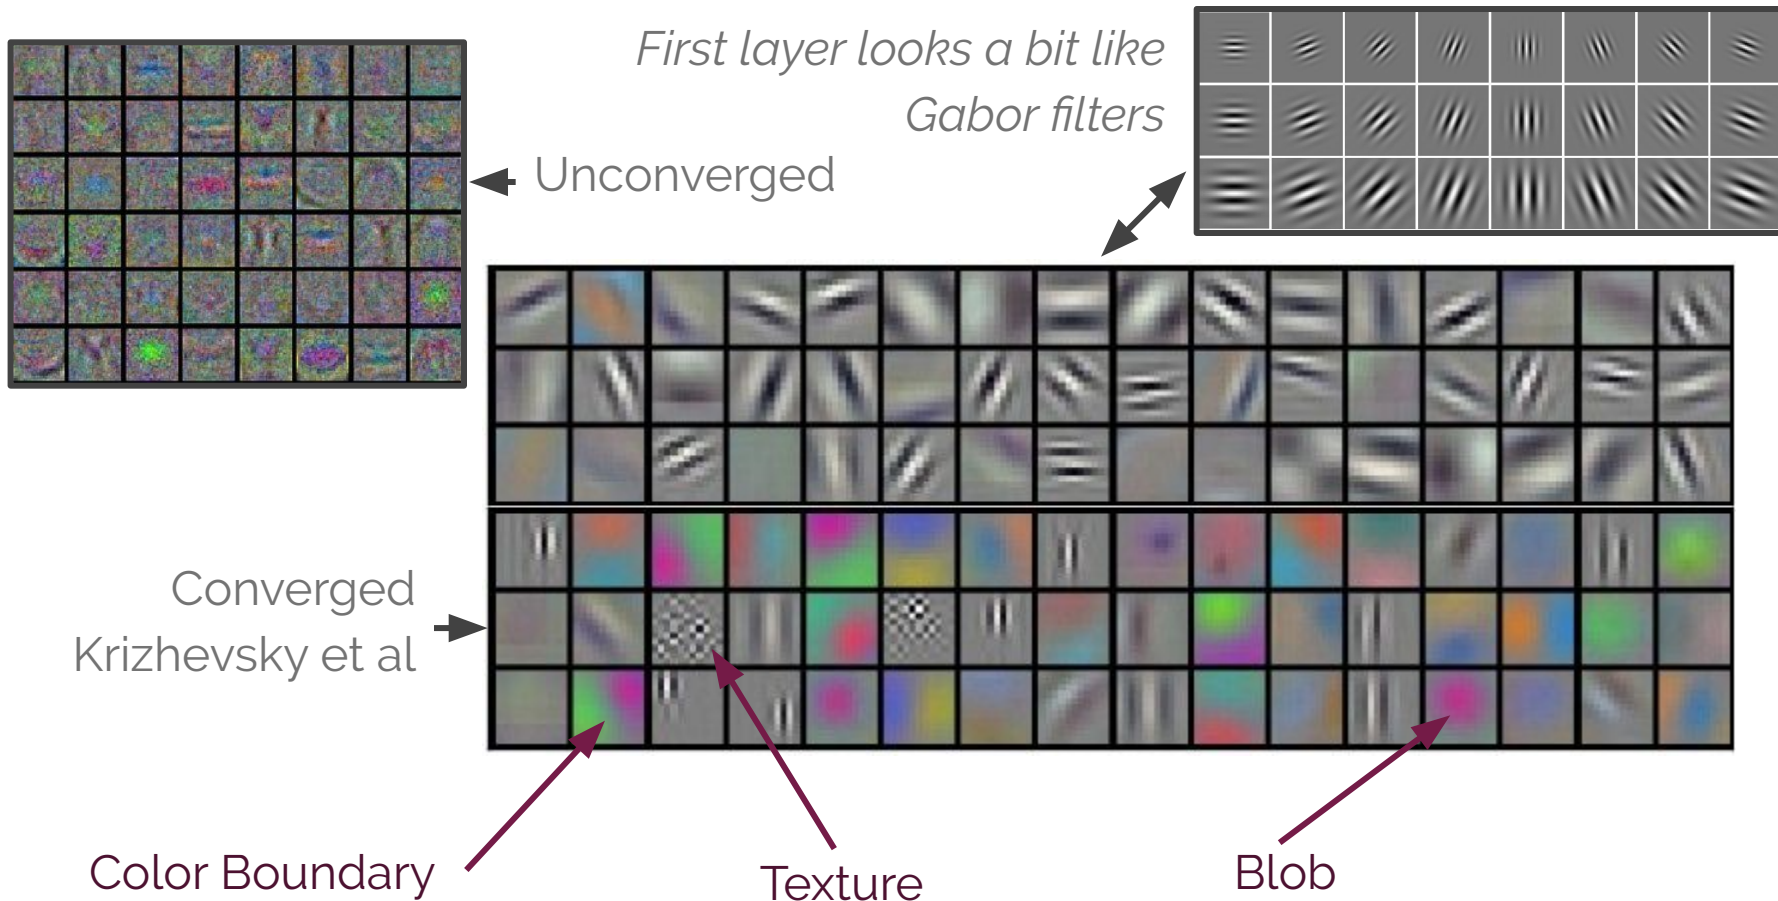 First layer looks a bit like
Gabor filters
Unconverged
Converged
Krizhevsky et al
Color Boundary
Texture
Blob